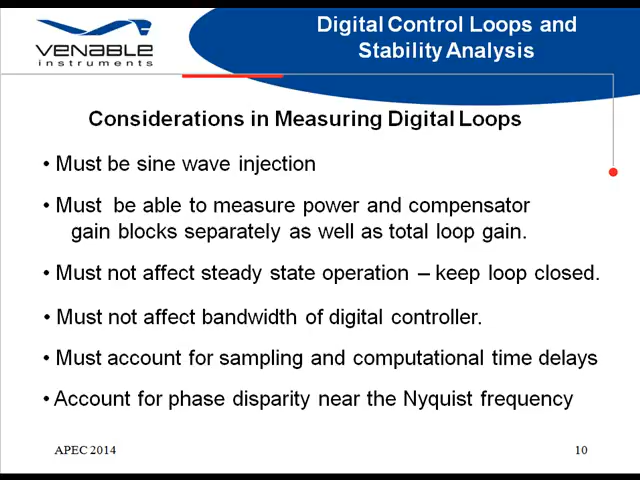 VENABLE
instruments
Digital Control Loops and
Stability Analysis
Considerations in Measuring Digital Loops
• Must be sine wave injection
• Must be able to measure power and compensator
gain blocks separately as well as total loop gain.
• Must not affect steady state operation – keep loop closed.
• Must not affect bandwidth of digital controller.
• Must account for sampling and computational time delays
• Account for phase disparity near the Nyquist frequency
APEC 2014
10